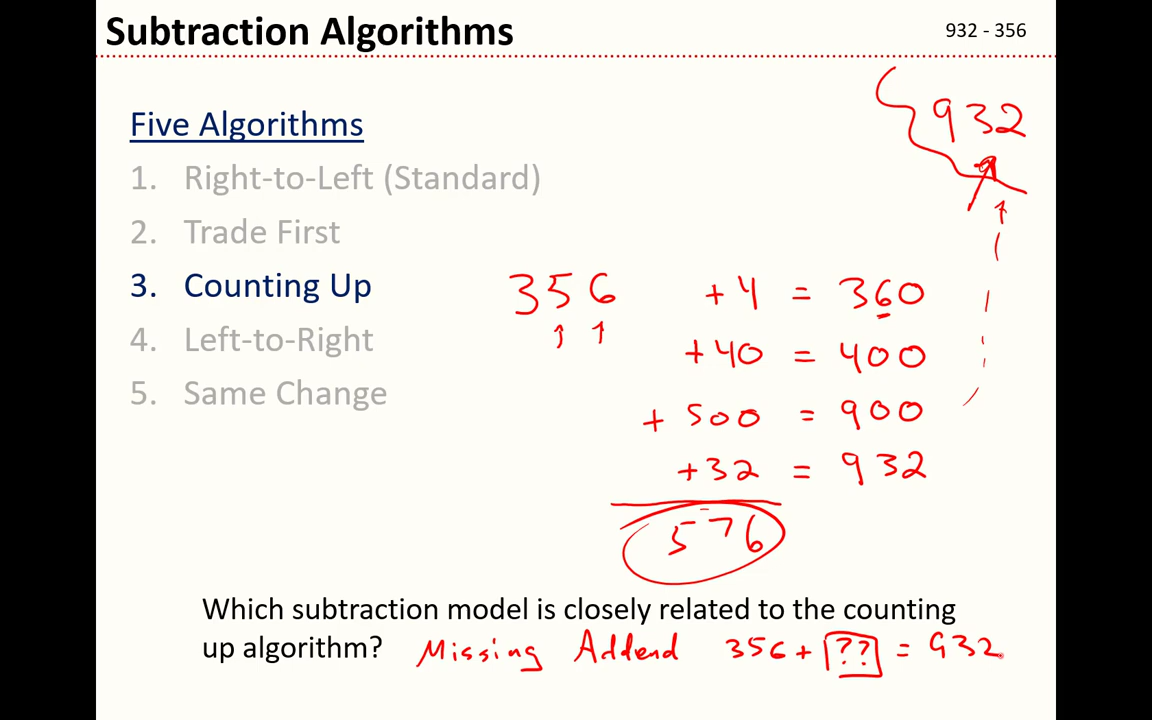 Subtraction Algorithms
932 - 356
Five Algorithms
932
1. Right-to-Left (Standard)
2. Trade First
3. Counting Up
356 +4 = 360
4. Left-to-Right
+40 = 400
5. Same Change
+ 500 = 900
+32 = 932
576
Which subtraction model is closely related to the counting
up algorithm? Missing Addend 356 + ?? = 932